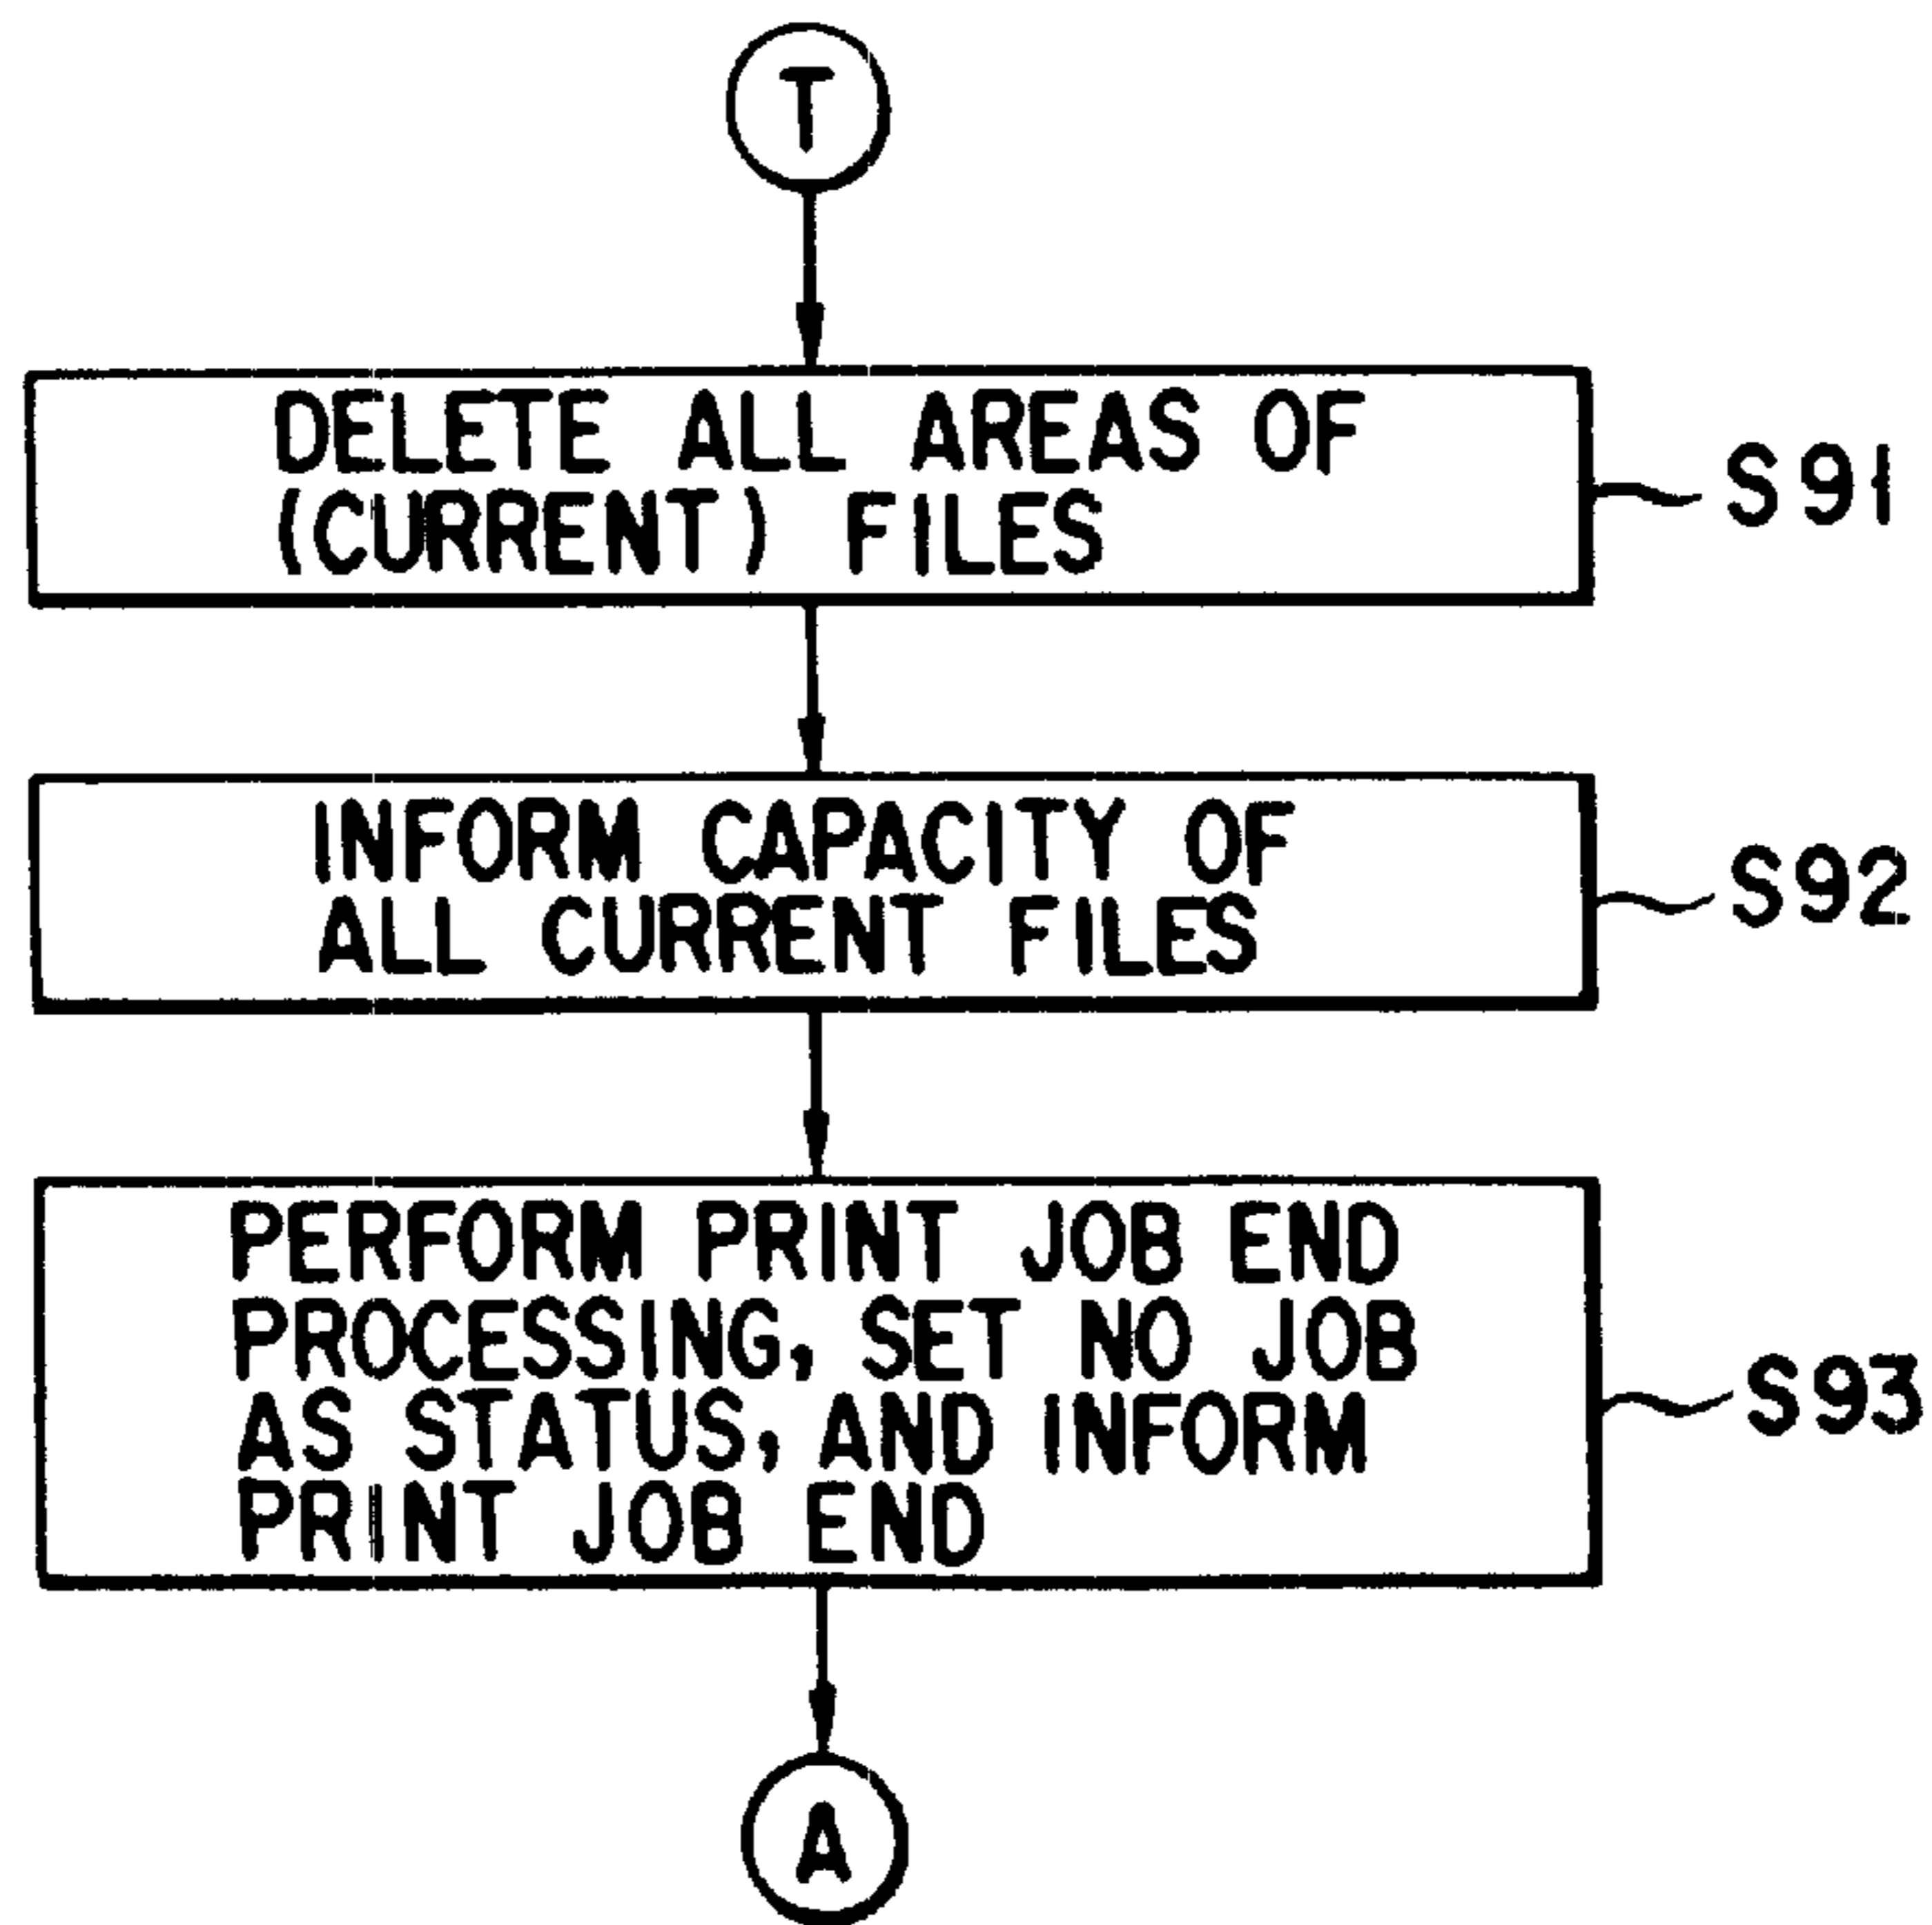 T
DELETE ALL AREAS OF
(CURRENT) FILES
S91
INFORM CAPACITY OF
ALL CURRENT FILES
S92
PERFORM PRINT JOB END
PROCESSING, SET NO JOB
AS STATUS, AND INFORM
PRINT JOB END
S93
A